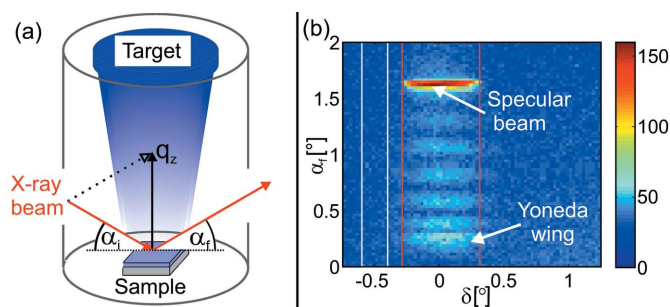 (a)
Target
q_z
X-ray
beam
α_i
α_f
Sample
(b)
2
1.5
1
0.5
0
α_f[°]
-0.5
0
0.5
1
δ[°]
Specular
beam
Yoneda
wing
150
100
50
0